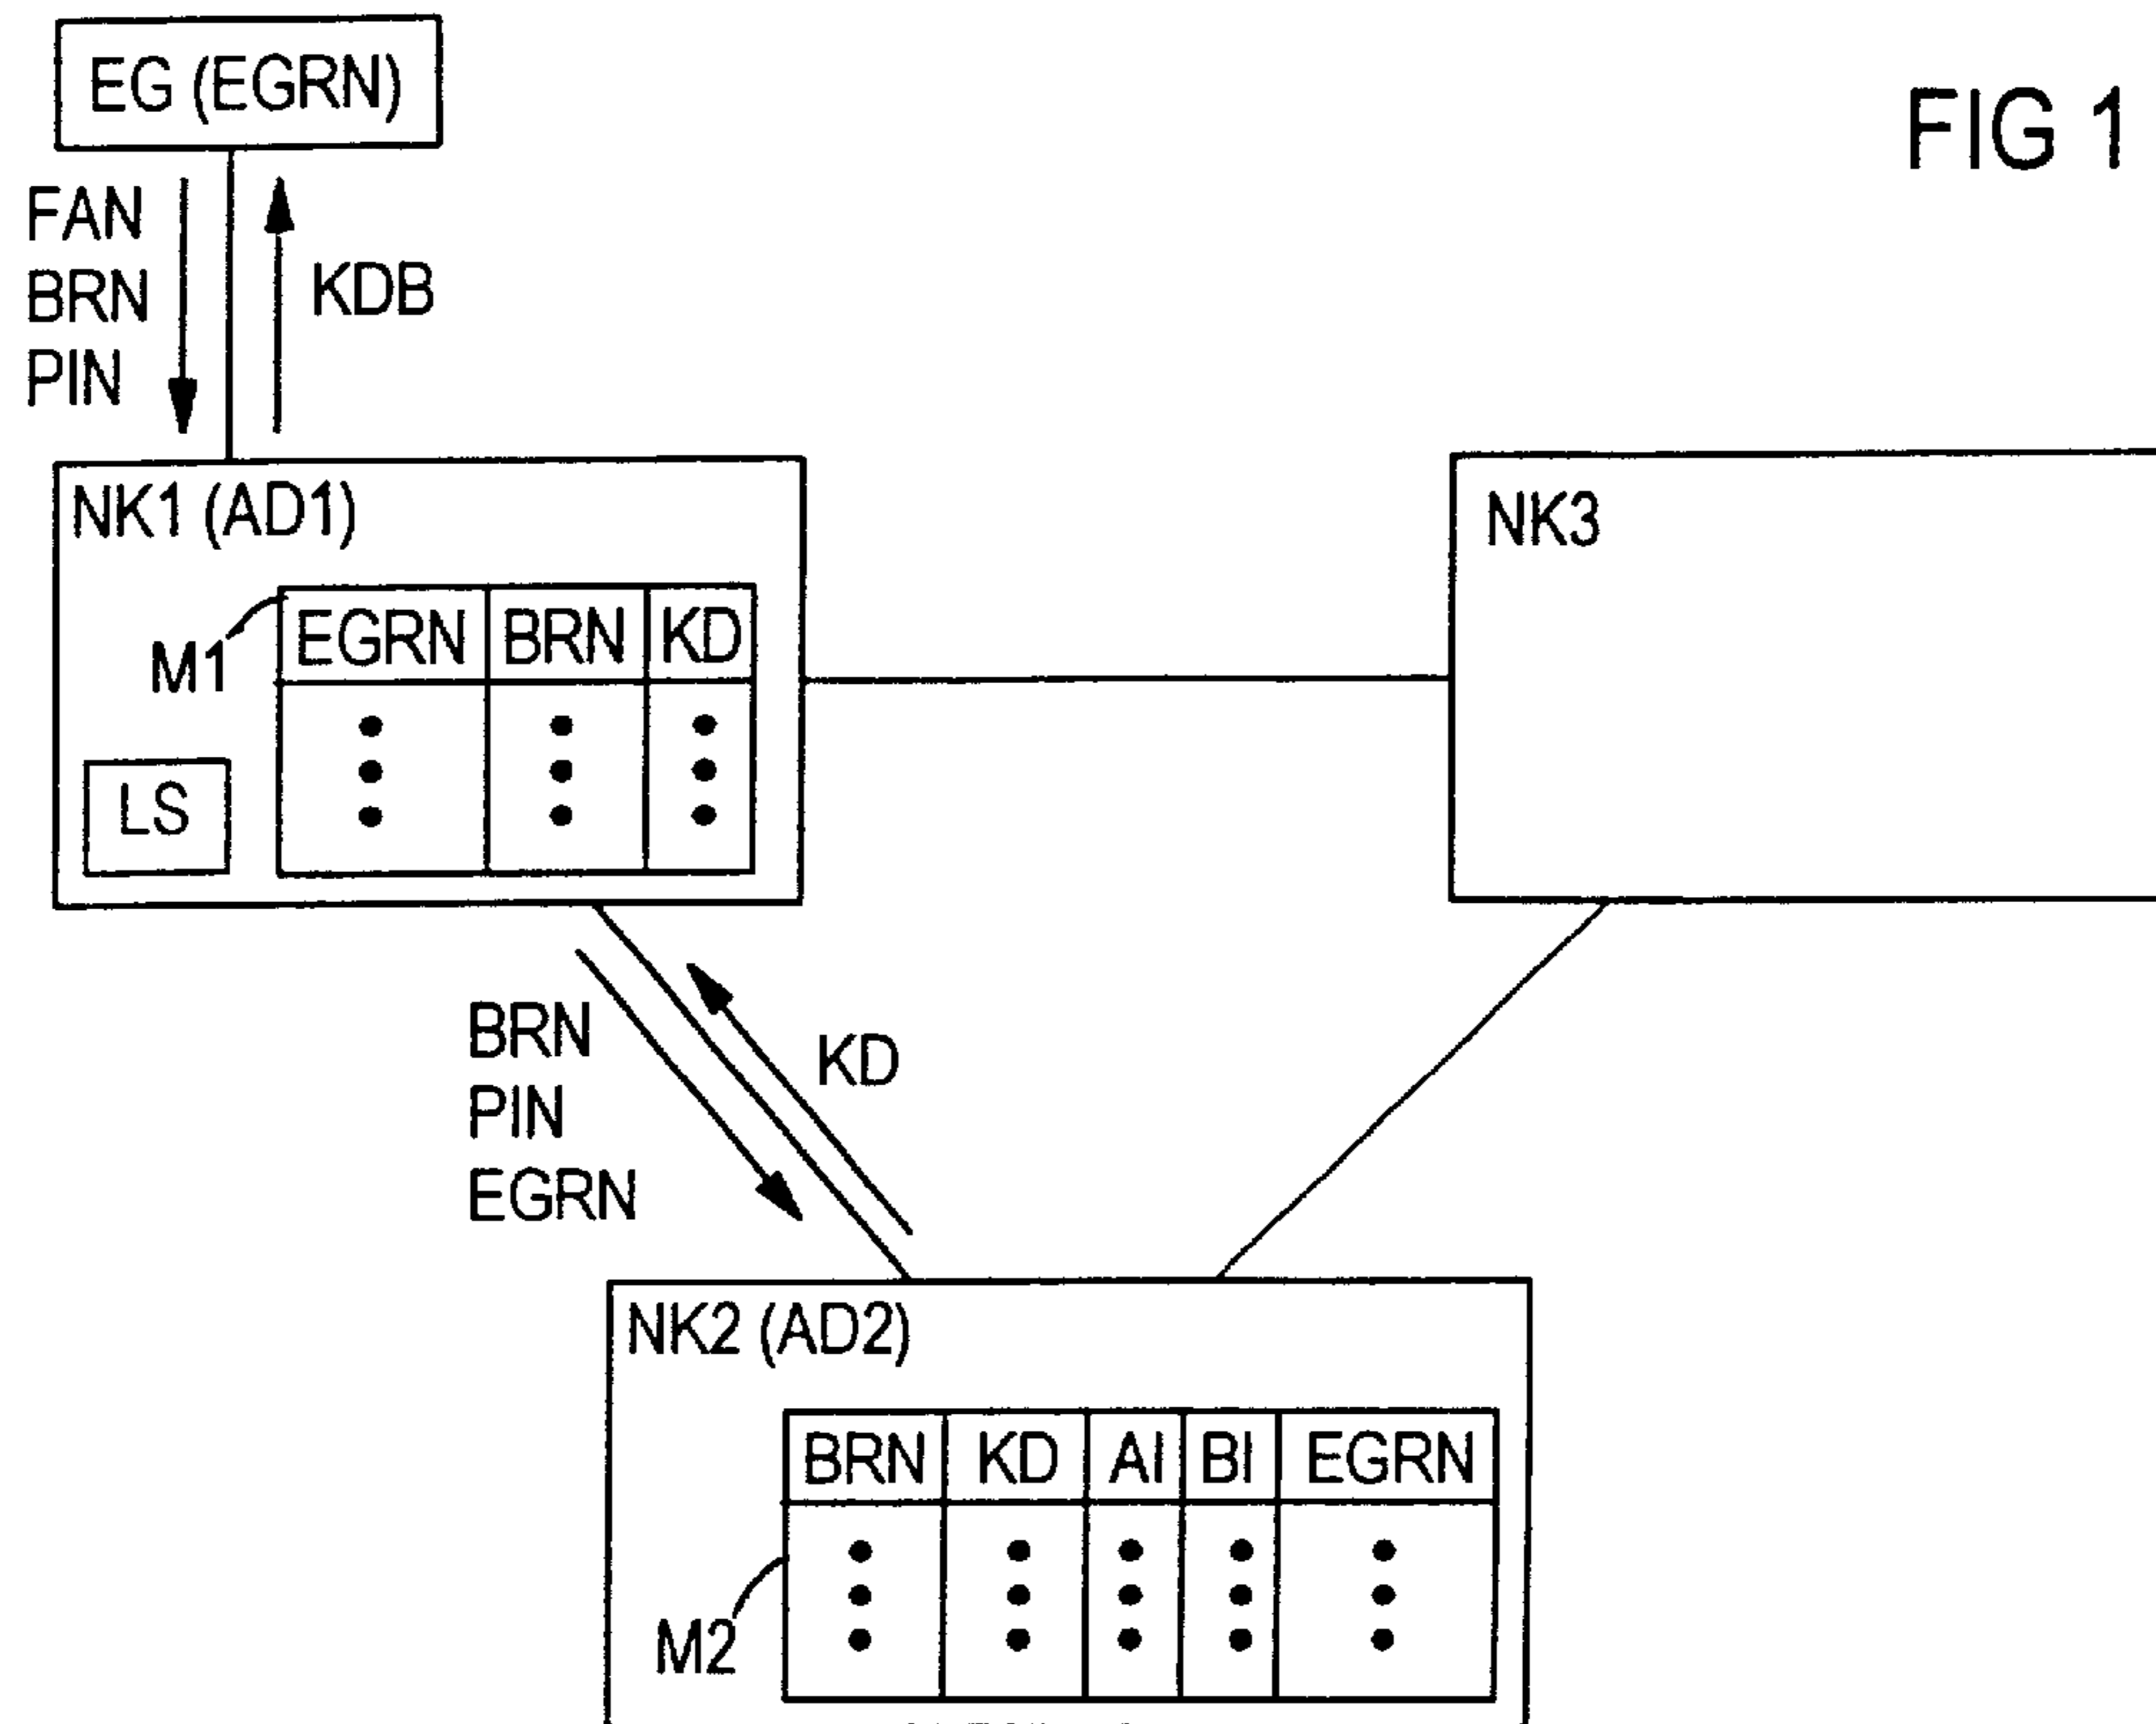 EG (EGRN)
FIG 1
FAN
BRN
PIN
KDB
NK1 (AD1)
NK3
M1
EGRN BRN KD
LS
BRN
PIN
EGRN
KD
NK2 (AD2)
BRN KD AI BI EGRN
M2